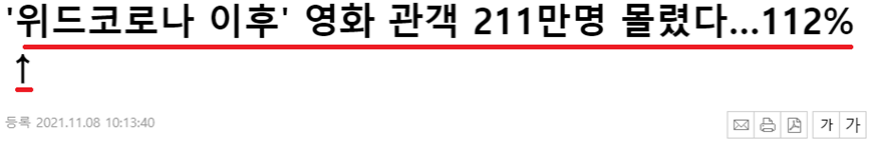 '위드코로나 이후' 영화 관객 211만명 몰렸다…112%
↑
등록 2021.11.08 10:13:40
가 가